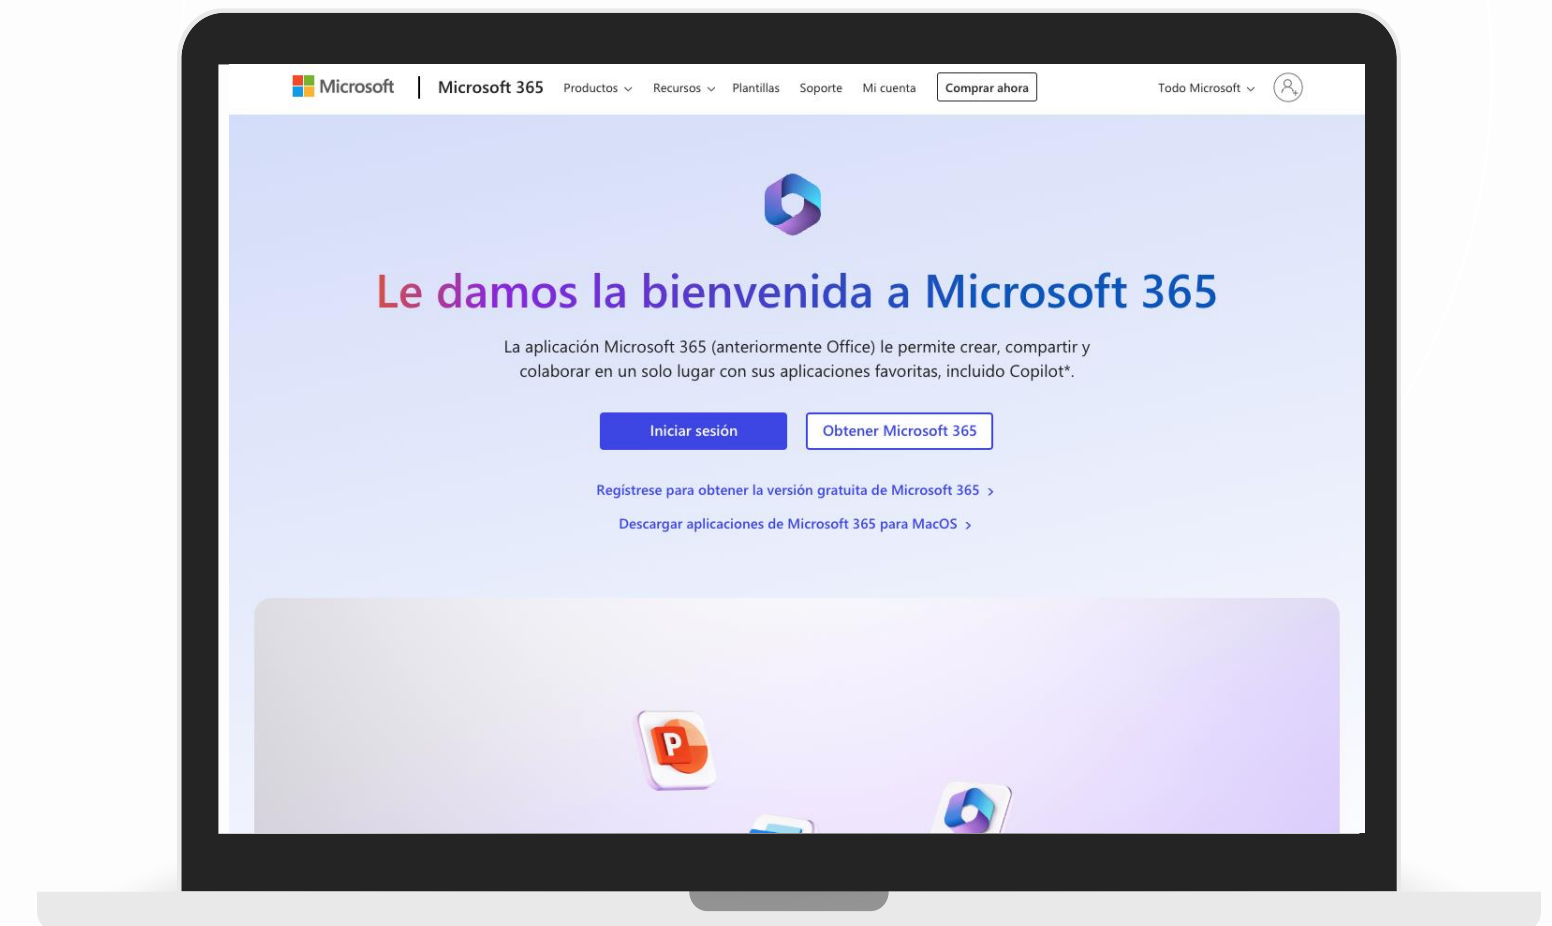 Microsoft
Microsoft 365
Productos
Recursos
Plantillas
Soporte
Mi cuenta
Comprar ahora
Todo Microsoft
Le damos la bienvenida a Microsoft 365
La aplicación Microsoft 365 (anteriormente Office) le permite crear, compartir y
colaborar en un solo lugar con sus aplicaciones favoritas, incluido Copilot*.
Iniciar sesión
Obtener Microsoft 365
Regístrese para obtener la versión gratuita de Microsoft 365
Descargar aplicaciones de Microsoft 365 para MacOS
P